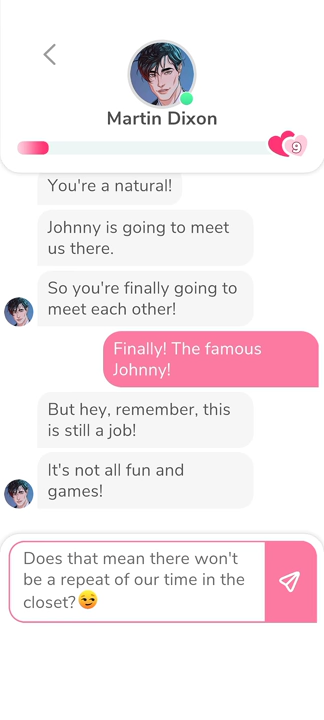 Martin Dixon
9
You're a natural!
Johnny is going to meet
us there.
So you're finally going to
meet each other!
Finally! The famous
Johnny!
But hey, remember, this
is still a job!
It's not all fun and
games!
Does that mean there won't
be a repeat of our time in the
closet?😏